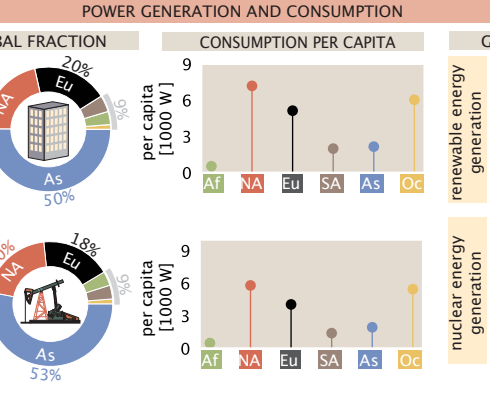 POWER GENERATION AND CONSUMPTION
BAL FRACTION
CONSUMPTION PER CAPITA
G
20%
NA
Eu
9%
As
50%
per capita
[1000 W ]
9
6
3
0
Af
NA
Eu
SA
As
Oc
renewable energy
generation
0%
18%
NA
Eu
9%
As
53%
per capita
[1000 W]
9
6
3
0
Af
NA
Eu
SA
As
Oc
nuclear energy
generation